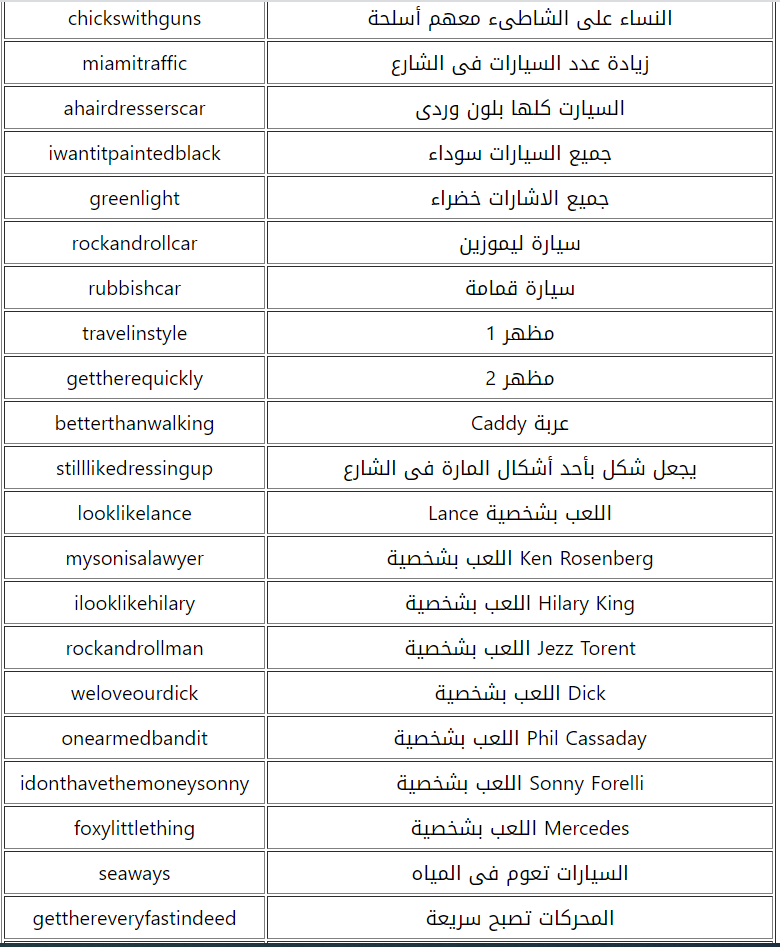 chickswithguns النساء على الشاطىء معهم أسلحة
miamitraffic زيادة عدد السيارات فى الشارع
ahairdresserscar السيارت كلها بلون وردى
iwantitpaintedblack جميع السيارات سوداء
greenlight جميع الاشارات خضراء
rockandrollcar سيارة ليموزين
rubbishcar سيارة قمامة
travelinstyle مظهر 1
gettherequickly مظهر 2
betterthanwalking عربة Caddy
stilllikedressingup يجعل شكل بأحد أشكال المارة فى الشارع
looklikelance اللعب بشخصية Lance
mysonisalawyer اللعب بشخصية Ken Rosenberg
ilooklikehilary اللعب بشخصية Hilary King
rockandrollman اللعب بشخصية Jezz Torent
weloveourdick اللعب بشخصية Dick
onearmedbandit اللعب بشخصية Phil Cassaday
idonthavethemoneysonny اللعب بشخصية Sonny Forelli
foxylittlething اللعب بشخصية Mercedes
seaways السيارات تعوم فى المياه
getthereveryfastindeed المحركات تصبح سريعة